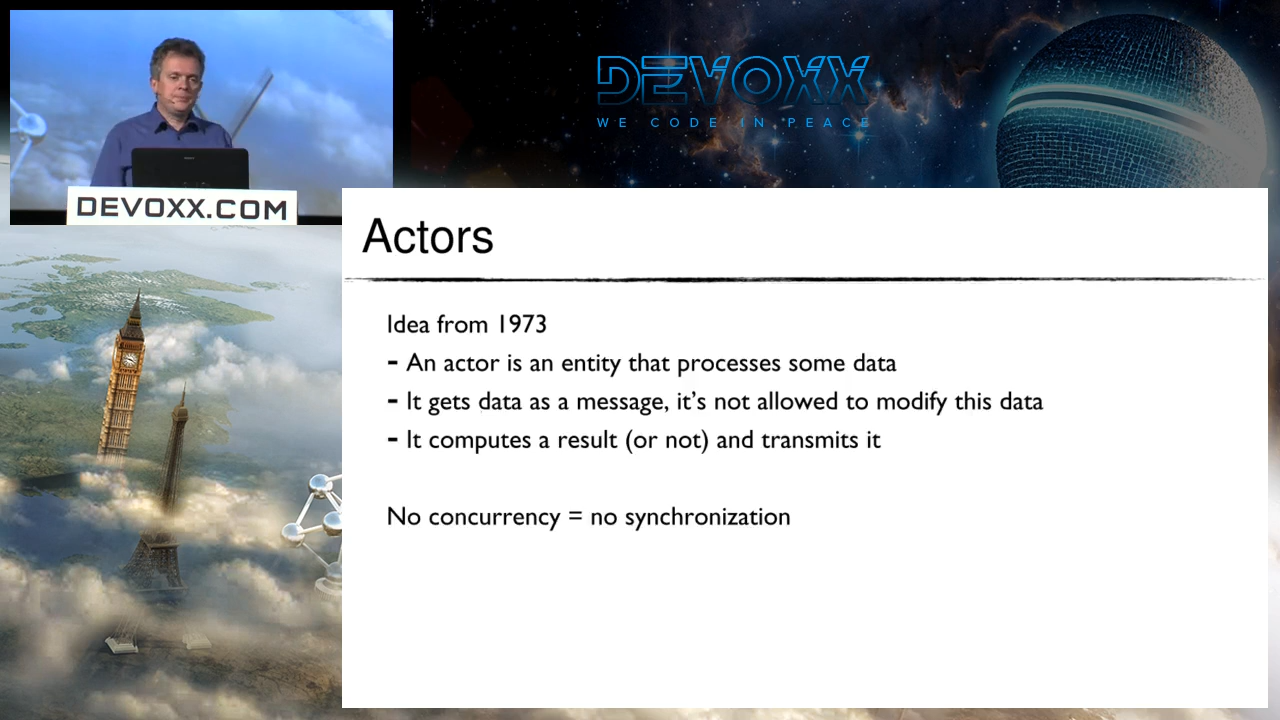 DEVOXX
WE CODE IN PEACE
DEVOXX.COM
Actors
Idea from 1973
- An actor is an entity that processes some data
- It gets data as a message, it’s not allowed to modify this data
- It computes a result (or not) and transmits it
No concurrency = no synchronization